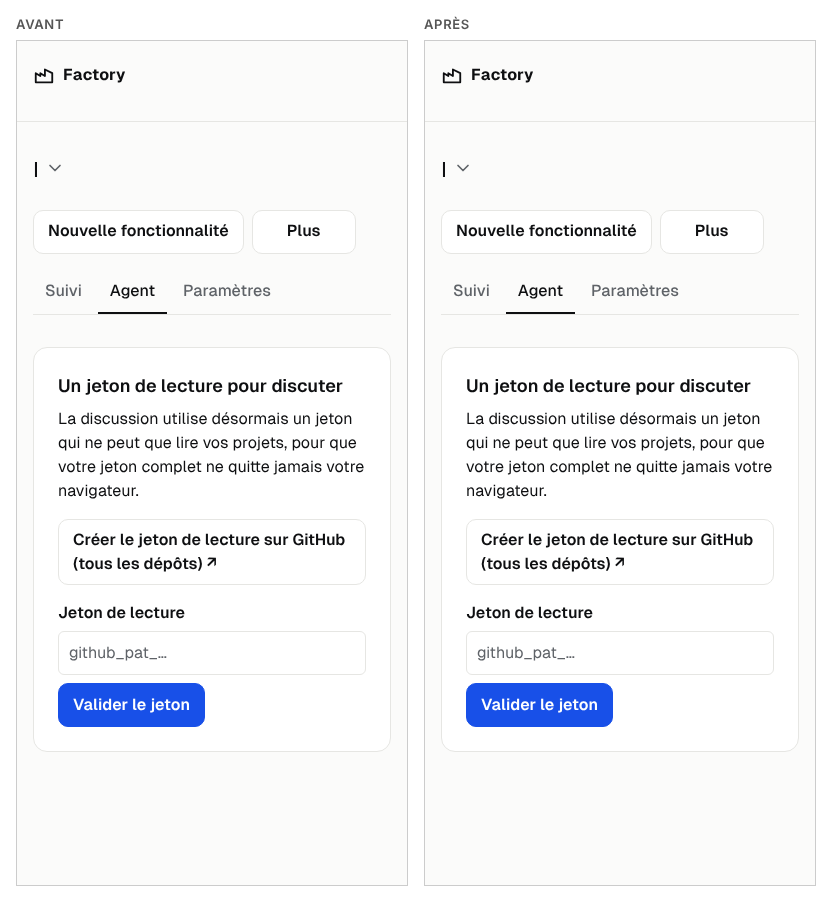 AVANT
Factory
Nouvelle fonctionnalité
Plus
Suivi
Agent
Paramètres
Un jeton de lecture pour discuter
La discussion utilise désormais un jeton
qui ne peut que lire vos projets, pour que
votre jeton complet ne quitte jamais votre
navigateur.
Créer le jeton de lecture sur GitHub
(tous les dépôts) ↗
Jeton de lecture
github_pat_…
Valider le jeton
APRÈS
Factory
Nouvelle fonctionnalité
Plus
Suivi
Agent
Paramètres
Un jeton de lecture pour discuter
La discussion utilise désormais un jeton
qui ne peut que lire vos projets, pour que
votre jeton complet ne quitte jamais votre
navigateur.
Créer le jeton de lecture sur GitHub
(tous les dépôts) ↗
Jeton de lecture
github_pat_…
Valider le jeton